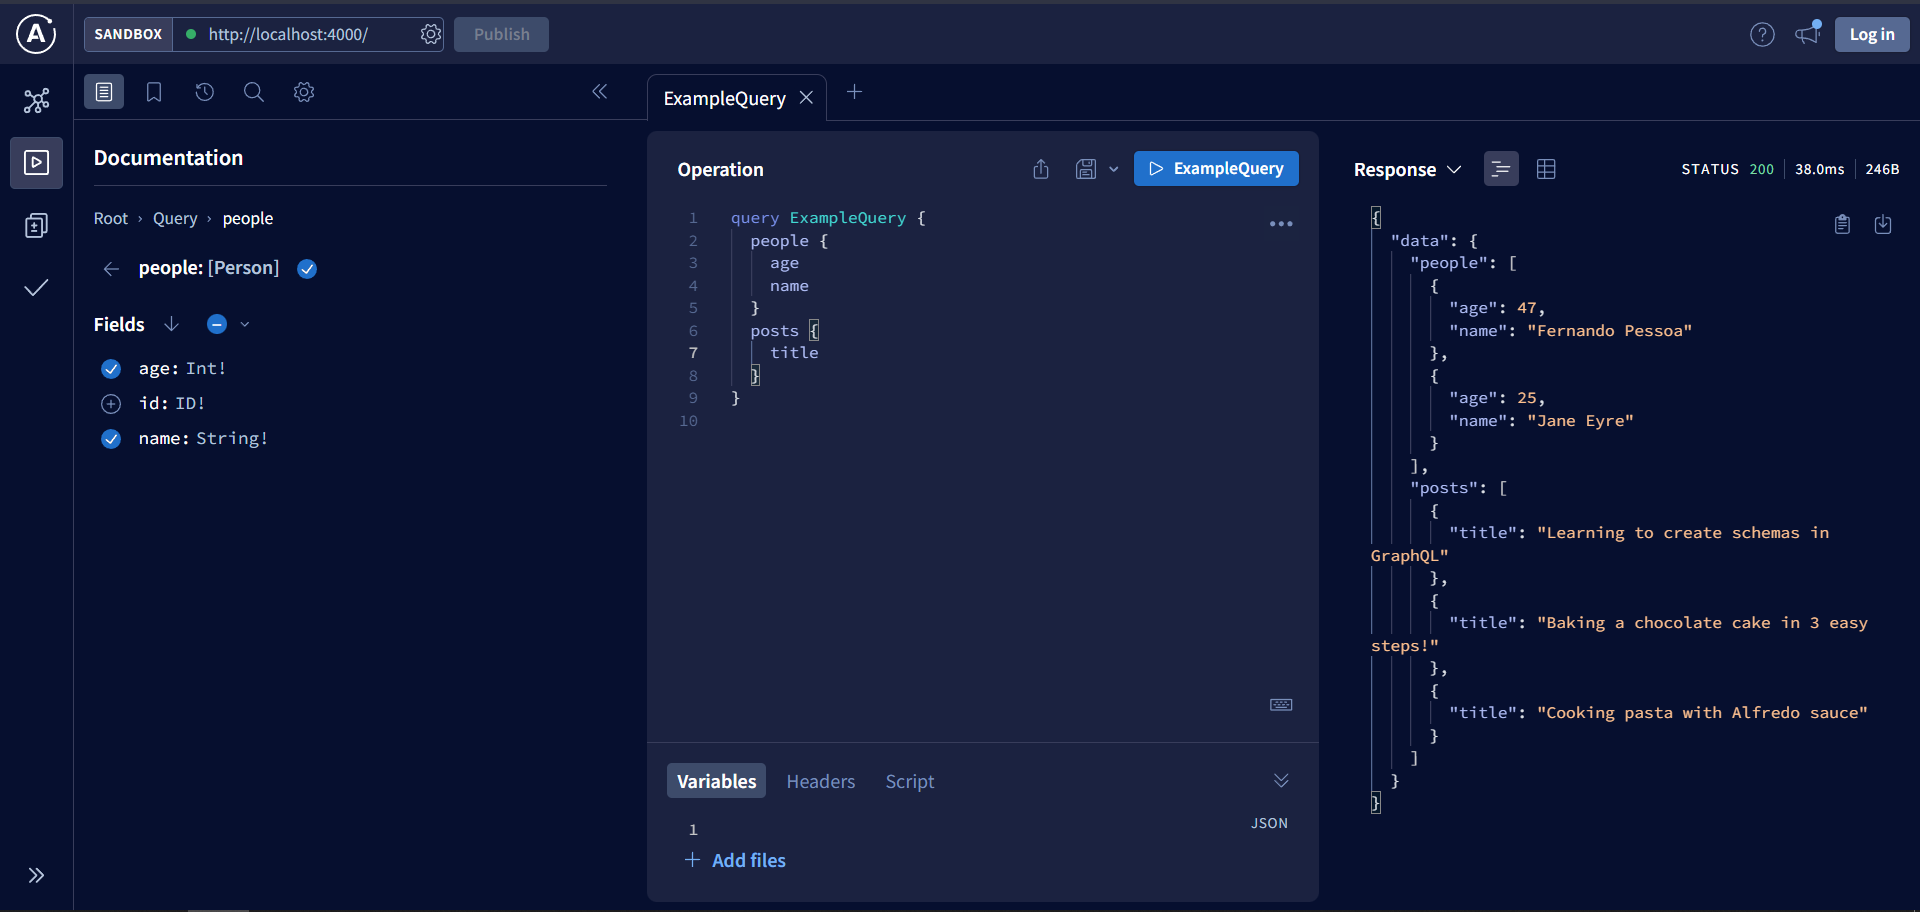 A SANDBOX http://localhost:4000/ Publish ? Log in
ExampleQuery
Documentation
Root › Query › people
people: [Person]
Fields
age: Int!
id: ID!
name: String!
Operation
ExampleQuery
1 query ExampleQuery {
2 people {
3 age
4 name
5 }
6 posts {
7 title
8 }
9 }
10
Variables Headers Script
JSON
1
+ Add files
Response
STATUS 200 38.0ms 246B
{
"data": {
"people": [
{
"age": 47,
"name": "Fernando Pessoa"
},
{
"age": 25,
"name": "Jane Eyre"
}
],
"posts": [
{
"title": "Learning to create schemas in
GraphQL"
},
{
"title": "Baking a chocolate cake in 3 easy
steps!"
},
{
"title": "Cooking pasta with Alfredo sauce"
}
]
}
}